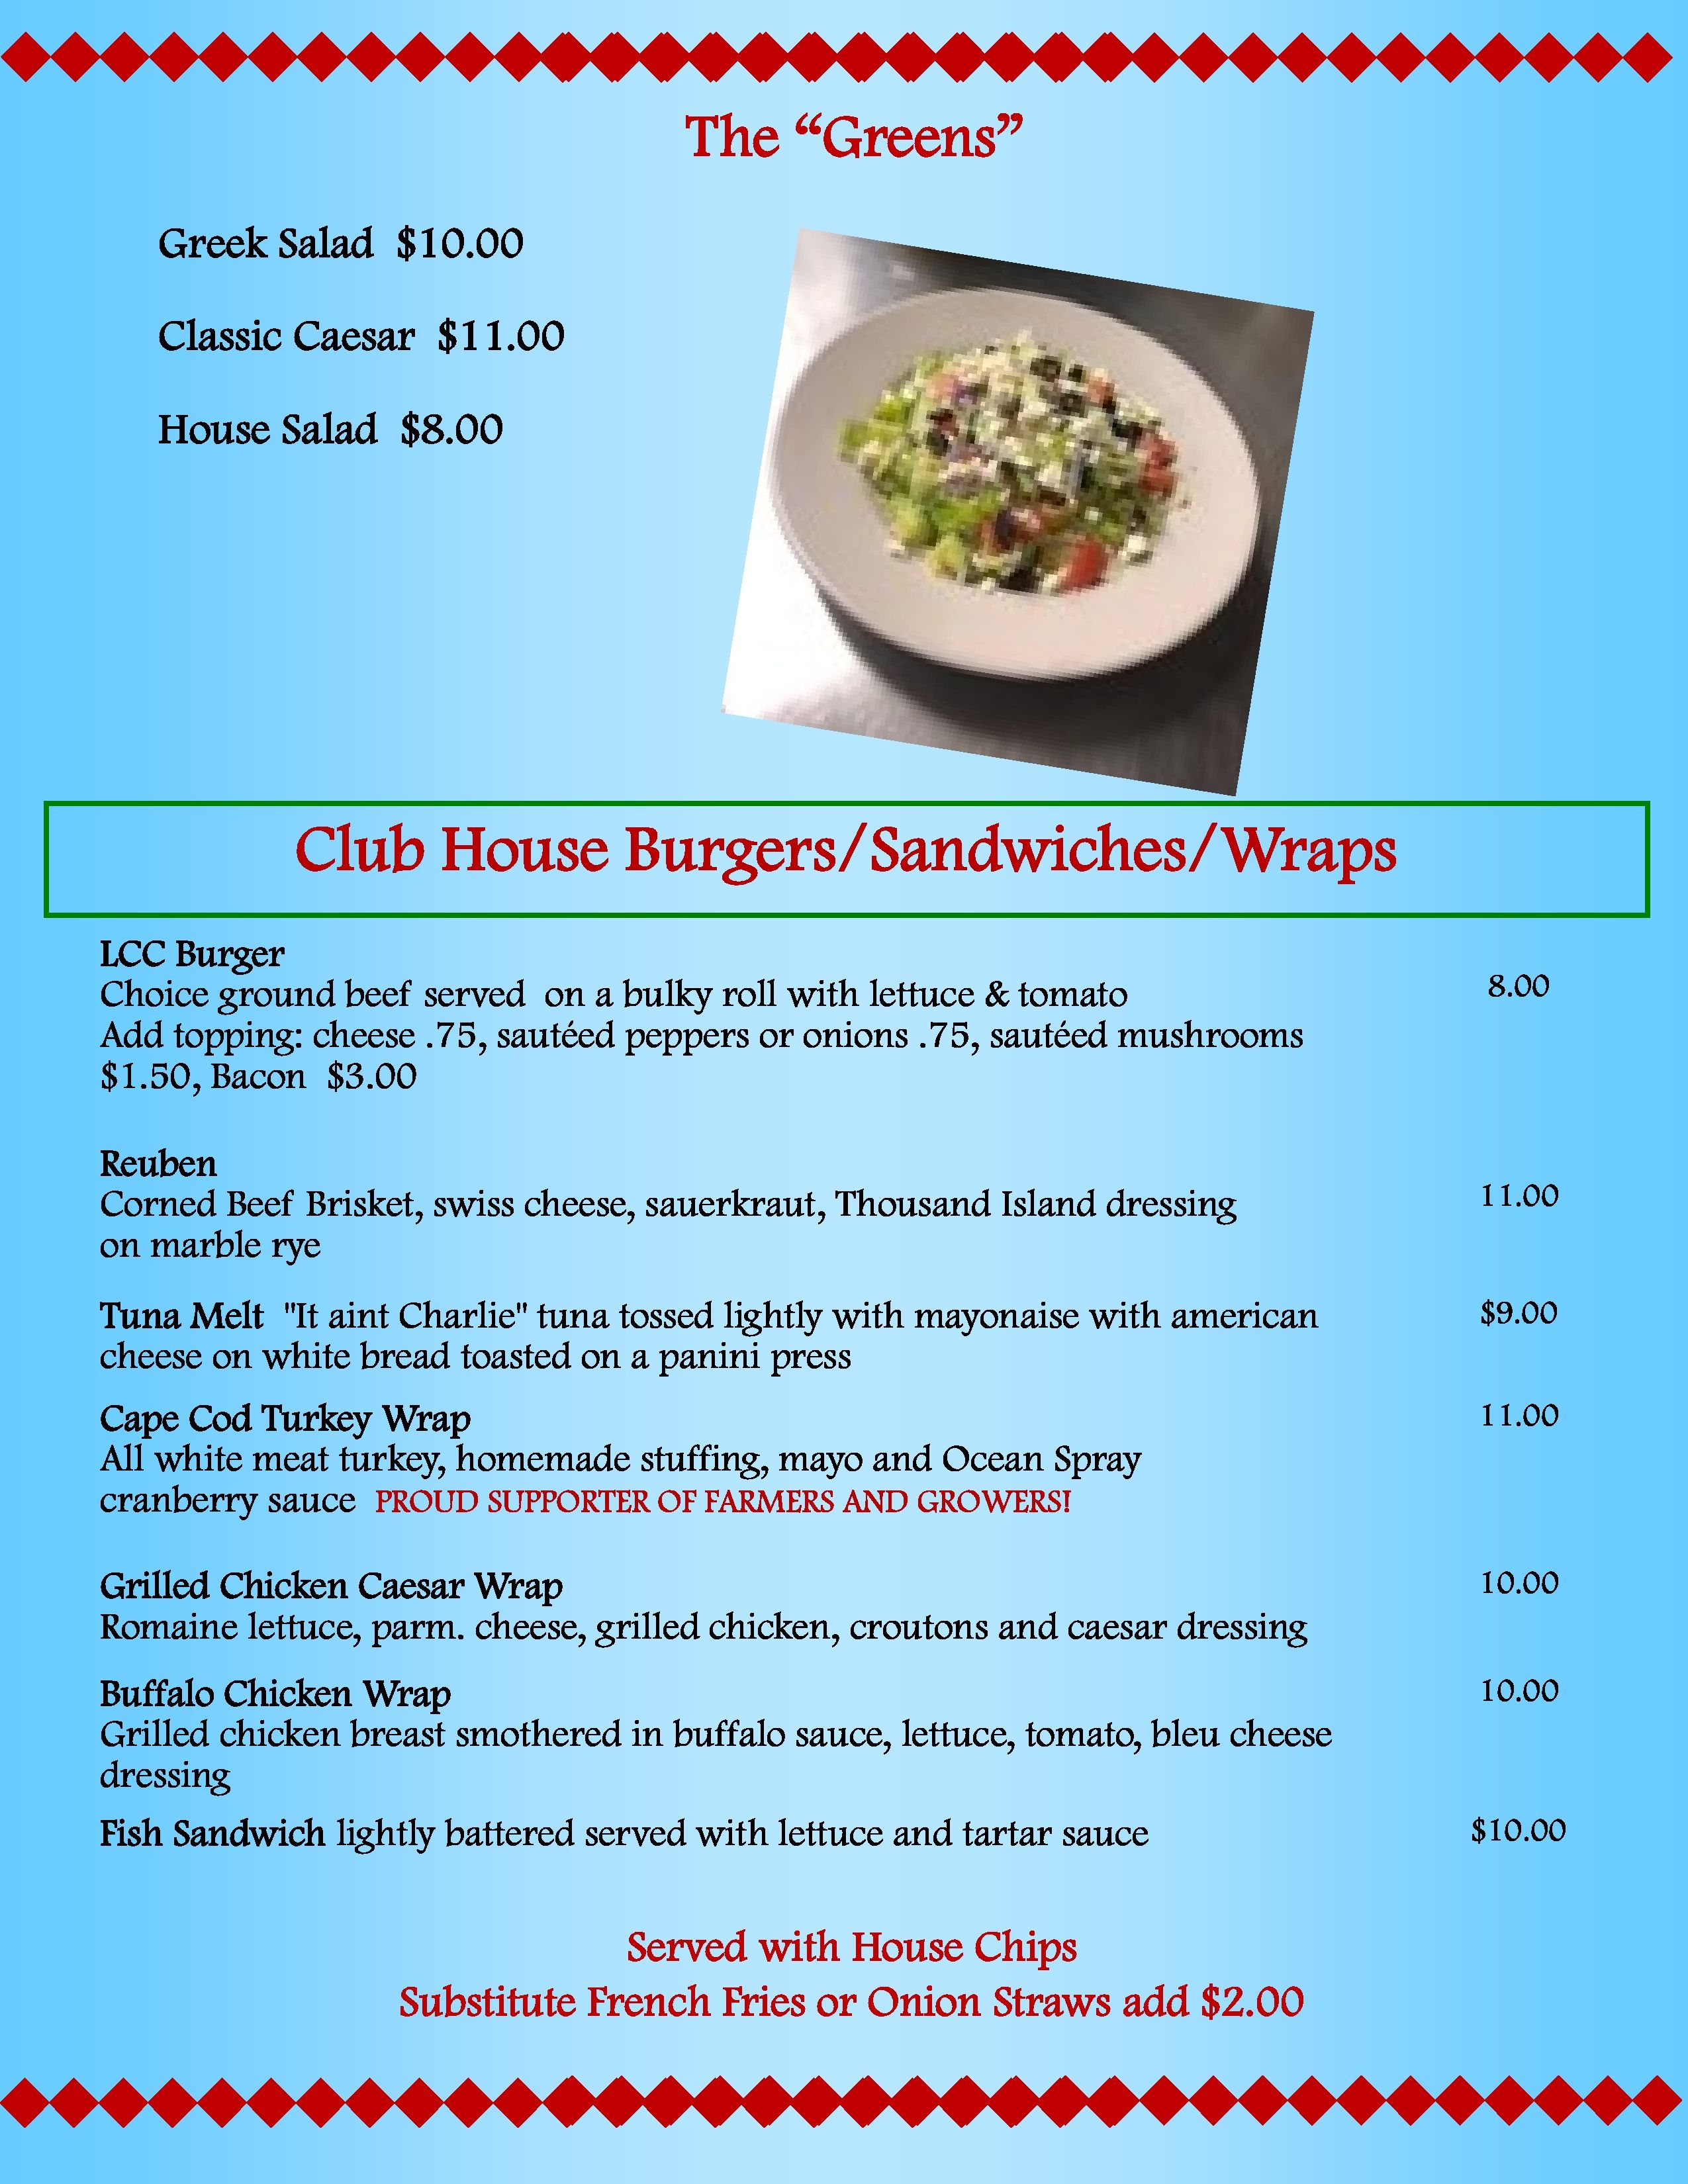 The “Greens”
Greek Salad  $10.00
Classic Caesar  $11.00
House Salad  $8.00
Club House Burgers/Sandwiches/Wraps
LCC Burger
Choice ground beef served  on a bulky roll with lettuce & tomato 8.00
Add topping: cheese .75, sautéed peppers or onions .75, sautéed mushrooms
$1.50, Bacon  $3.00
Reuben
Corned Beef Brisket, swiss cheese, sauerkraut, Thousand Island dressing 11.00
on marble rye
Tuna Melt  "It aint Charlie" tuna tossed lightly with mayonaise with american $9.00
cheese on white bread toasted on a panini press
Cape Cod Turkey Wrap 11.00
All white meat turkey, homemade stuffing, mayo and Ocean Spray
cranberry sauce  PROUD SUPPORTER OF FARMERS AND GROWERS!
Grilled Chicken Caesar Wrap 10.00
Romaine lettuce, parm. cheese, grilled chicken, croutons and caesar dressing
Buffalo Chicken Wrap 10.00
Grilled chicken breast smothered in buffalo sauce, lettuce, tomato, bleu cheese
dressing
Fish Sandwich lightly battered served with lettuce and tartar sauce $10.00
Served with House Chips
Substitute French Fries or Onion Straws add $2.00